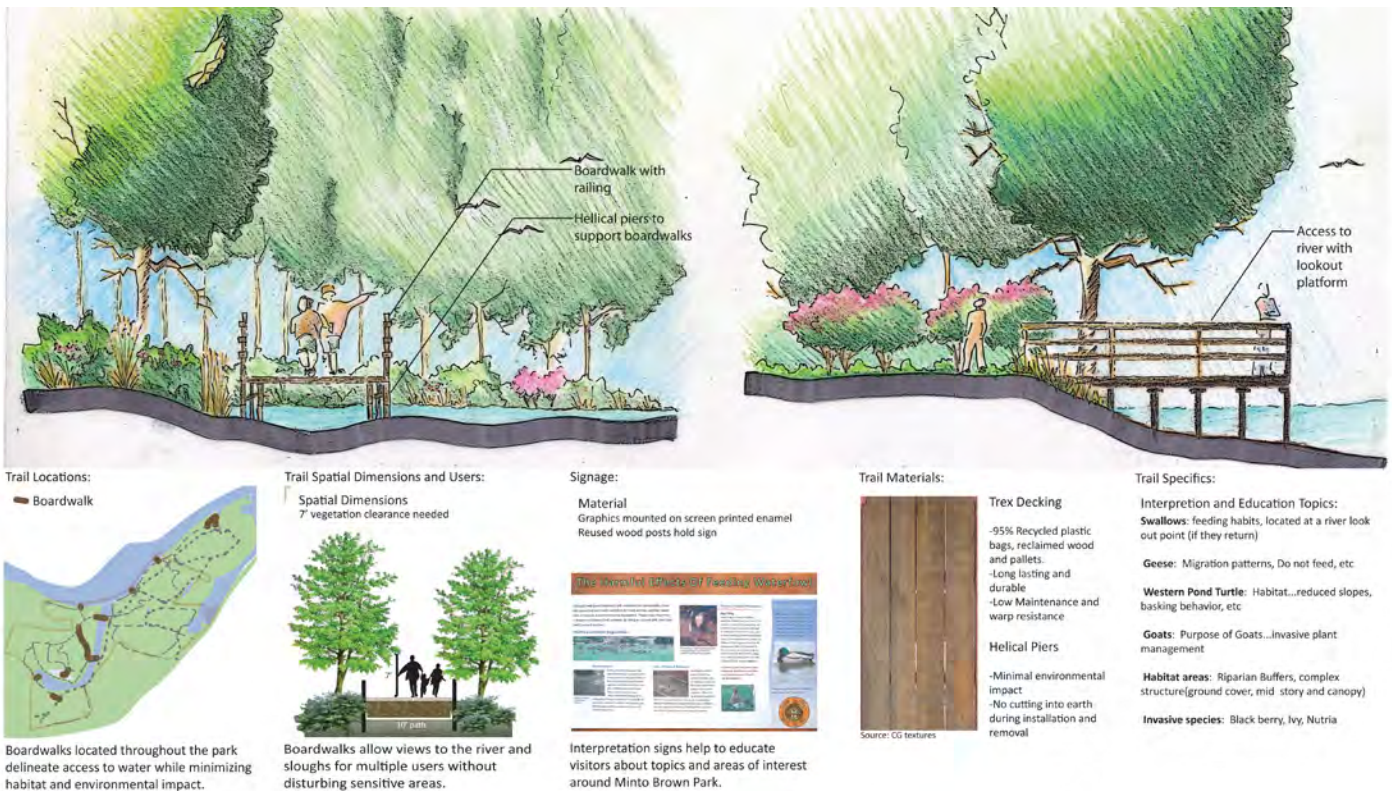 Boardwalk with
railing
Hellical piers to
support boardwalks
Access to
river with
lookout
platform
Trail Locations:
Boardwalk
Boardwalks located throughout the park
delineate access to water while minimizing
habitat and environmental impact.
Trail Spatial Dimensions and Users:
Spatial Dimensions
7' vegetation clearance needed
10' path
Boardwalks allow views to the river and
sloughs for multiple users without
disturbing sensitive areas.
Signage:
Material
Graphics mounted on screen printed enamel
Reused wood posts hold sign
The Harmful Effects Of Feeding Waterfowl
Interpretation signs help to educate
visitors about topics and areas of interest
around Minto Brown Park.
Trail Materials:
Source: CG textures
Trex Decking
-95% Recycled plastic
bags, reclaimed wood
and pallets.
-Long lasting and
durable
-Low Maintenance and
warp resistance
Helical Piers
-Minimal environmental
impact
-No cutting into earth
during installation and
removal
Trail Specifics:
Interpretation and Education Topics:
Swallows: feeding habits, located at a river look
out point (if they return)
Geese: Migration patterns, Do not feed, etc
Western Pond Turtle: Habitat...reduced slopes,
basking behavior, etc
Goats: Purpose of Goats...invasive plant
management
Habitat areas: Riparian Buffers, complex
structure(ground cover, mid story and canopy)
Invasive species: Black berry, Ivy, Nutria